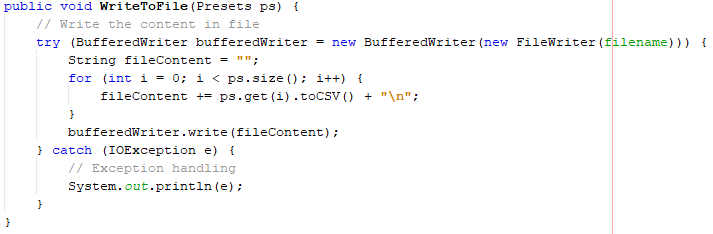 public void WriteToFile(Presets ps) {
    // Write the content in file
    try (BufferedWriter bufferedWriter = new BufferedWriter(new FileWriter(filename))) {
        String fileContent = "";
        for (int i = 0; i < ps.size(); i++) {
            fileContent += ps.get(i).toCSV() + "\n";
        }
        bufferedWriter.write(fileContent);
    } catch (IOException e) {
        // Exception handling
        System.out.println(e);
    }
}